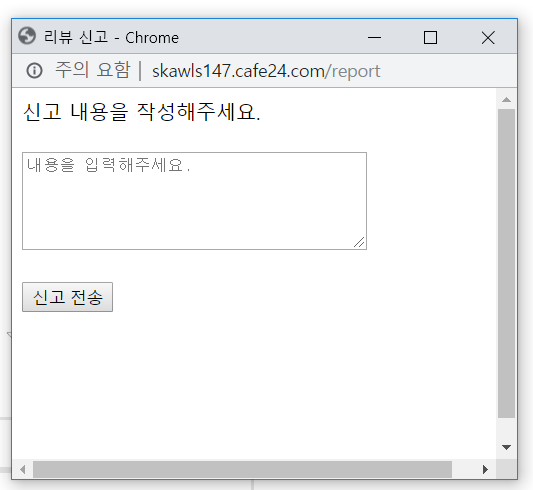 리뷰 신고 - Chrome
주의 요함 | skawls147.cafe24.com/report
신고 내용을 작성해주세요.
내용을 입력해주세요.
신고 전송